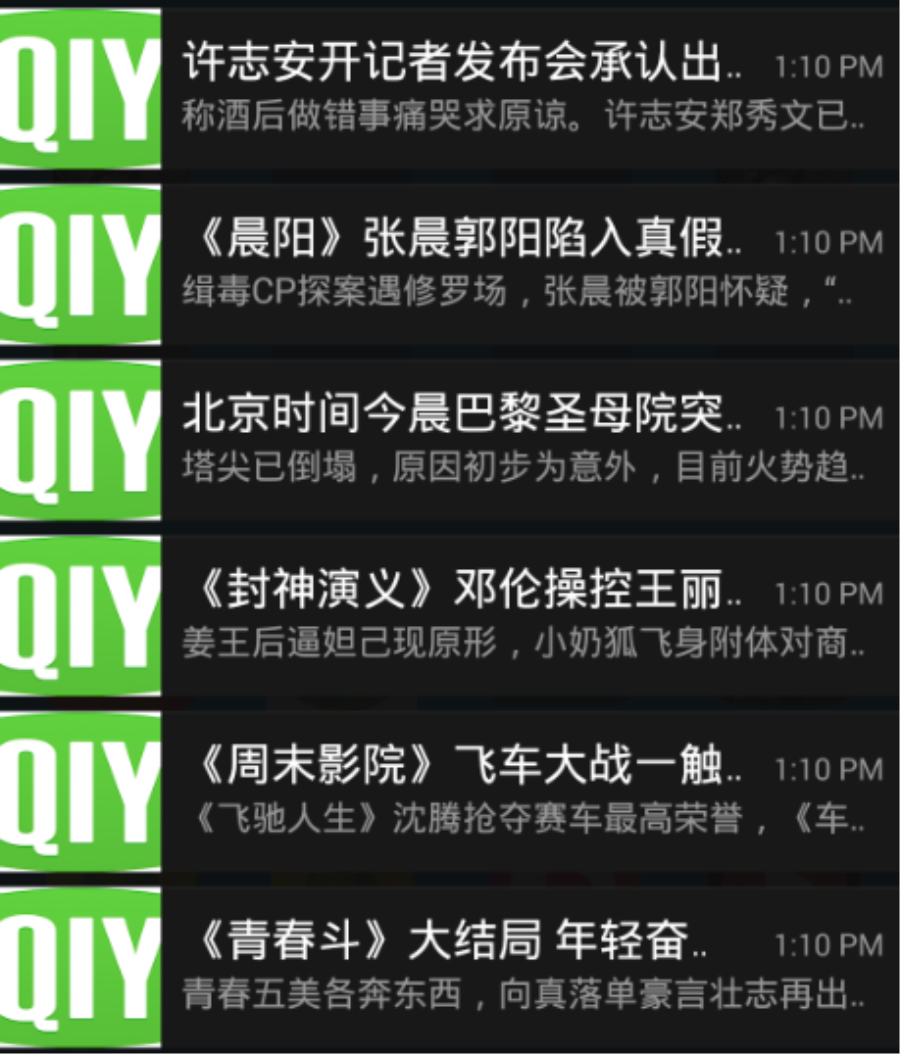 QIY
许志安开记者发布会承认出..
1:10 PM
称酒后做错事痛哭求原谅。许志安郑秀文已..
QIY
《晨阳》张晨郭阳陷入真假..
1:10 PM
缉毒CP探案遇修罗场，张晨被郭阳怀疑，“..
QIY
北京时间今晨巴黎圣母院突..
1:10 PM
塔尖已倒塌，原因初步为意外，目前火势趋..
QIY
《封神演义》邓伦操控王丽..
1:10 PM
姜王后逼妲己现原形，小奶狐飞身附体对商..
QIY
《周末影院》飞车大战一触..
1:10 PM
《飞驰人生》沈腾抢夺赛车最高荣誉，《车..
QIY
《青春斗》大结局 年轻奋..
1:10 PM
青春五美各奔东西，向真落单豪言壮志再出..